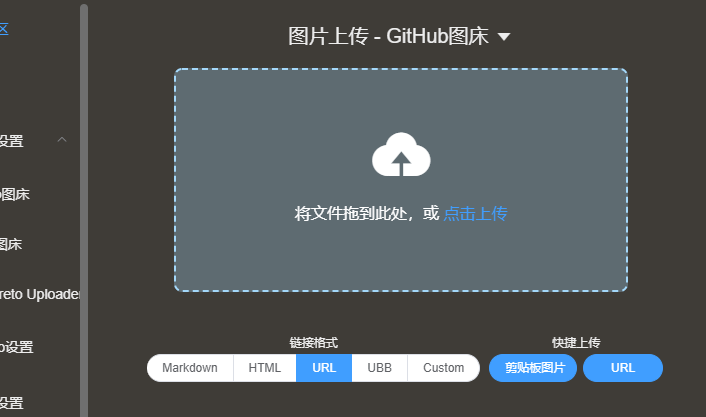 区
图片上传 - GitHub图床
设置
图床
将文件拖到此处，或 点击上传
图床
reto Uploader
设置
链接格式
快捷上传
Markdown HTML URL UBB Custom
剪贴板图片 URL
设置